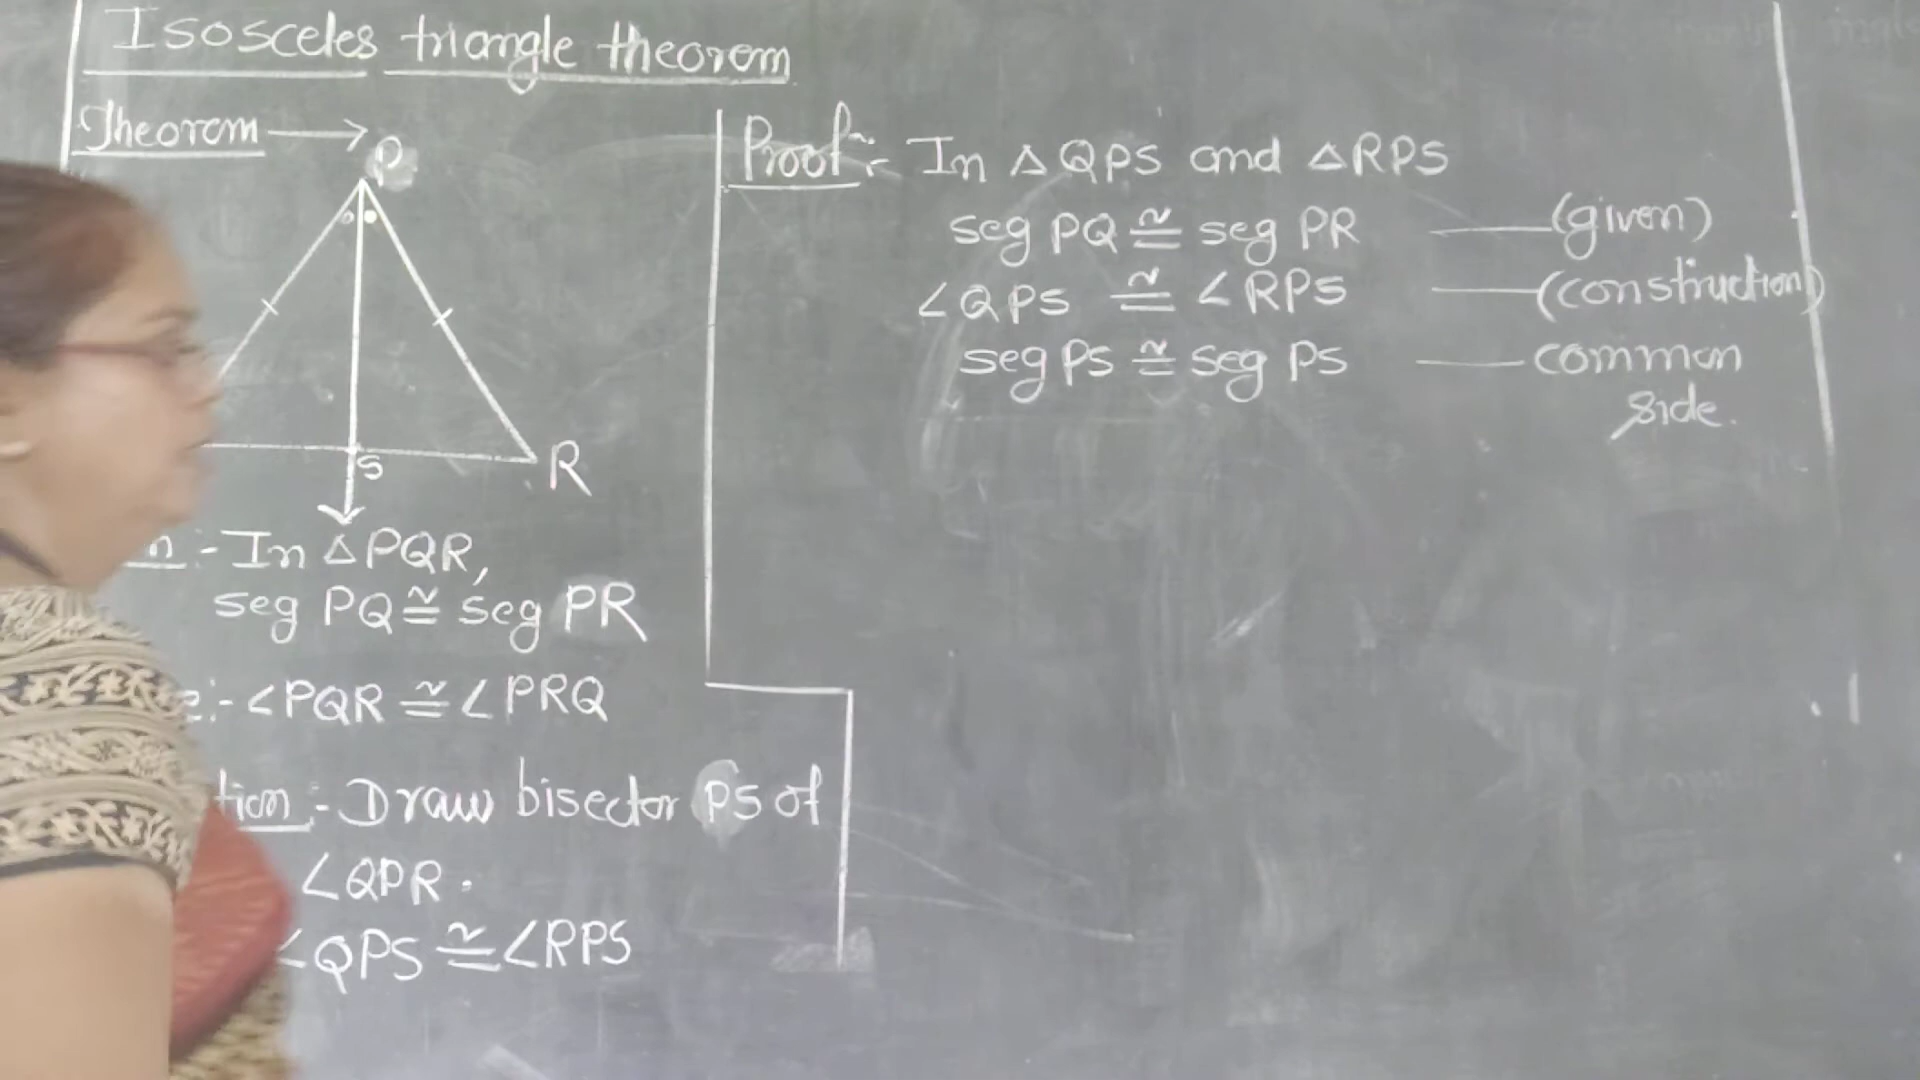 Isosceles triangle theorem
Theorem →
P
S
R
n :- In △PQR,
seg PQ ≅ seg PR
e:- ∠PQR ≅ ∠PRQ
tion :- Draw bisector PS of
∠QPR.
∠QPS ≅ ∠RPS
Proof :- In △QPS and △RPS
seg PQ ≅ seg PR — (given)
∠QPS ≅ ∠RPS — (construction)
seg PS ≅ seg PS — common
side.